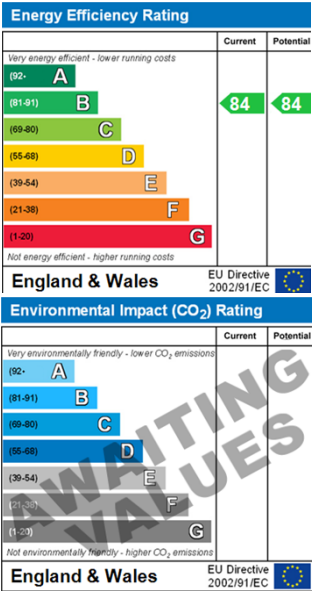 Energy Efficiency Rating
Current Potential
Very energy efficient - lower running costs
(92- A
(81-91) B 84 84
(69-80) C
(55-68) D
(39-54) E
(21-38) F
(1-20) G
Not energy efficient - higher running costs
England & Wales EU Directive
2002/91/EC
Environmental Impact (CO2) Rating
Current Potential
Very environmentally friendly - lower CO2 emissions
(92- A
(81-91) B
(69-80) C
(55-68) D
(39-54) E
(21-38) F
(1-20) G
Not environmentally friendly - higher CO2 emissions
AWAITING
VALUES
England & Wales EU Directive
2002/91/EC